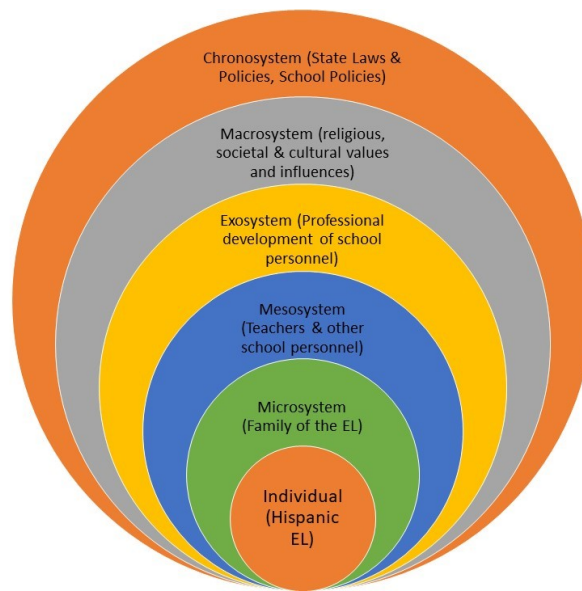 Chronosystem (State Laws &
Policies, School Policies)
Macrosystem (religious,
societal & cultural values
and influences)
Exosystem (Professional
development of school
personnel)
Mesosystem
(Teachers & other
school personnel)
Microsystem
(Family of the EL)
Individual
(Hispanic
EL)